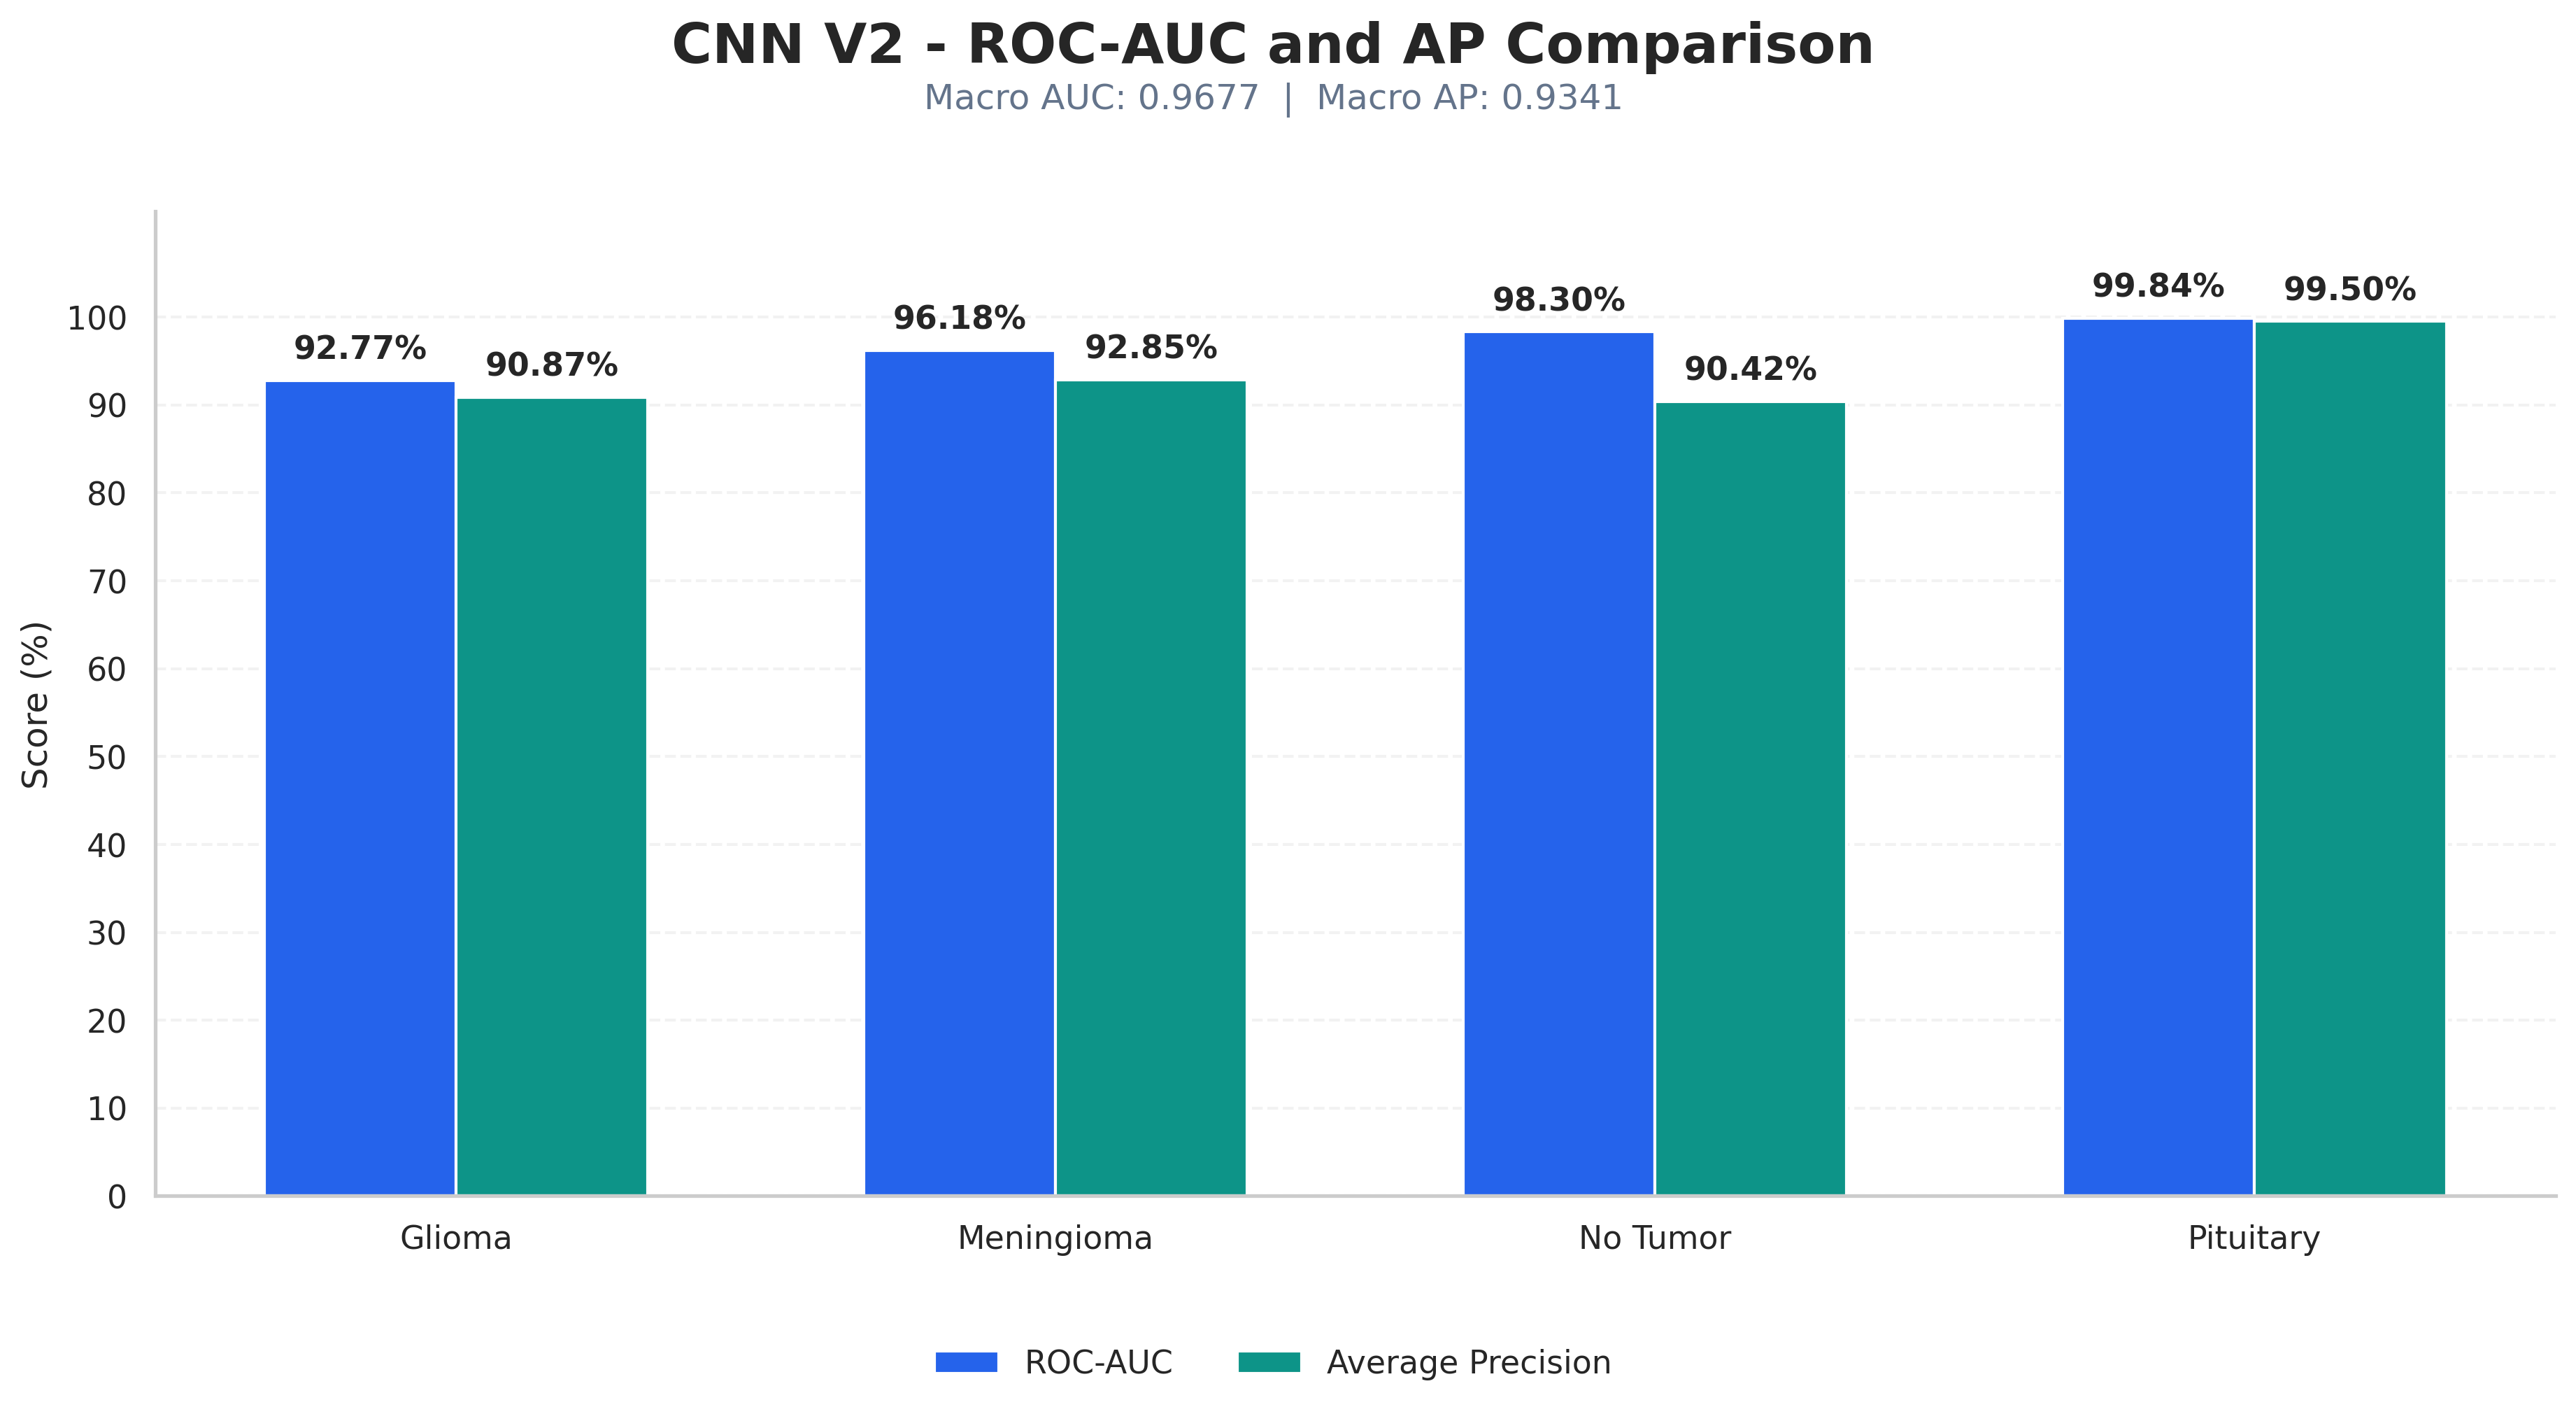 CNN V2 - ROC-AUC and AP Comparison
Macro AUC: 0.9677 | Macro AP: 0.9341
Score (%)
100
90
80
70
60
50
40
30
20
10
0
92.77%
90.87%
96.18%
92.85%
98.30%
90.42%
99.84%
99.50%
Glioma
Meningioma
No Tumor
Pituitary
ROC-AUC
Average Precision